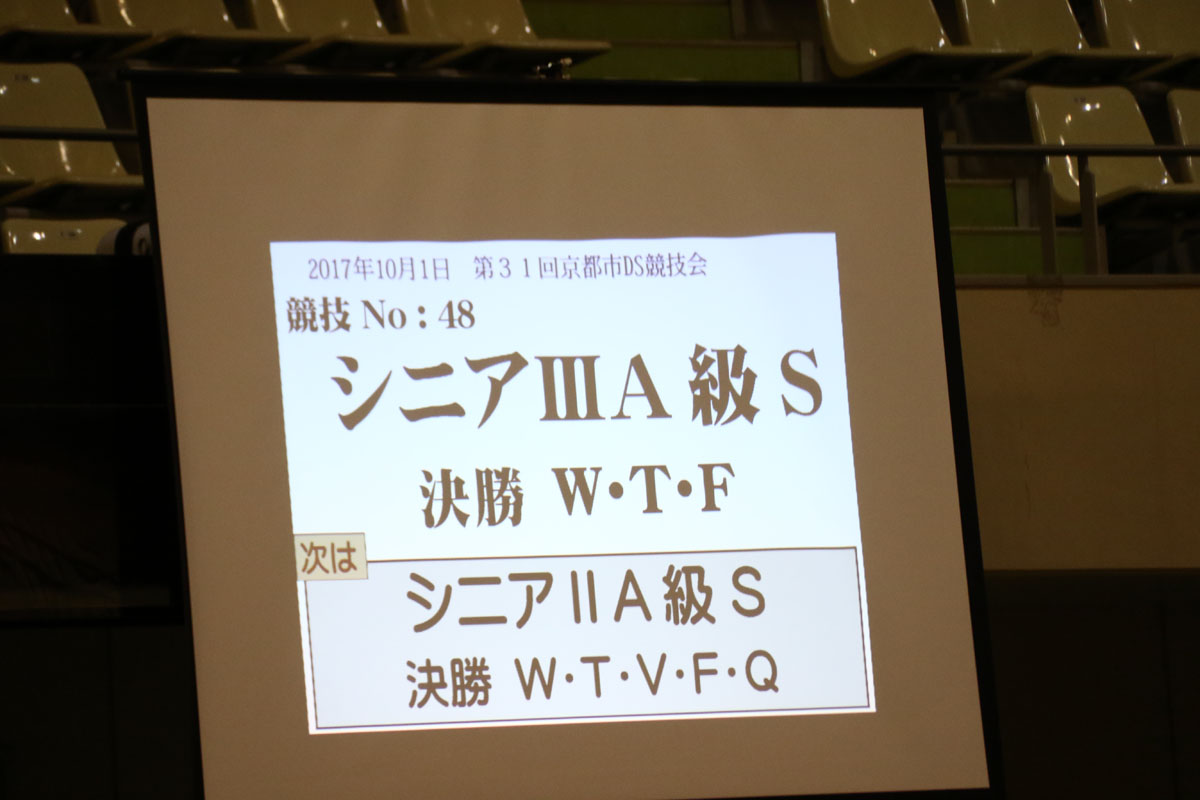 2017年10月1日　第３１回京都市DS競技会
競技 No：48
シニアⅢA 級 S
決勝 W・T・F
次は
シニアⅡA 級 S
決勝 W・T・V・F・Q